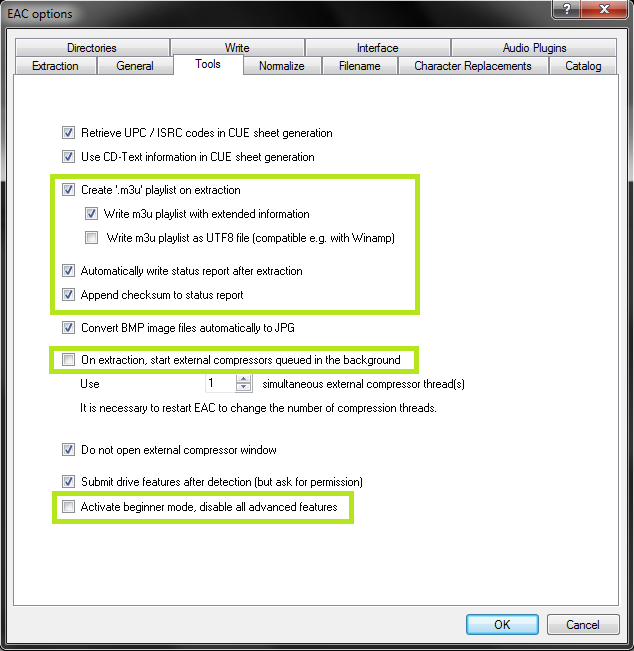 EAC options
?
Directories Write Interface Audio Plugins
Extraction General Tools Normalize Filename Character Replacements Catalog
Retrieve UPC / ISRC codes in CUE sheet generation
Use CD-Text information in CUE sheet generation
Create '.m3u' playlist on extraction
Write m3u playlist with extended information
Write m3u playlist as UTF8 file (compatible e.g. with Winamp)
Automatically write status report after extraction
Append checksum to status report
Convert BMP image files automatically to JPG
On extraction, start external compressors queued in the background
Use 1 simultaneous external compressor thread(s)
It is necessary to restart EAC to change the number of compression threads.
Do not open external compressor window
Submit drive features after detection (but ask for permission)
Activate beginner mode, disable all advanced features
OK Cancel